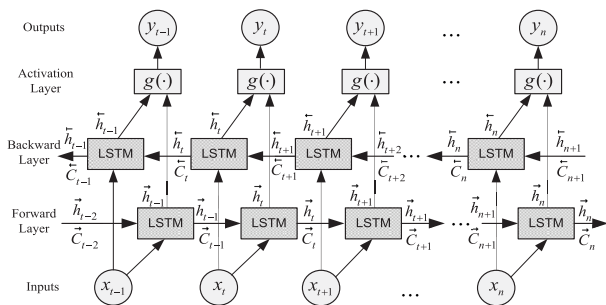 Outputs y_{t-1} y_t y_{t+1} ... y_n
Activation Layer g(·) g(·) g(·) ... g(·)
h⃖_{t-1} h⃖_t h⃖_{t+1} h⃖_n
h⃖_{t-1} h⃖_t h⃖_{t+1} h⃖_{t+2} h⃖_n h⃖_{n+1}
Backward Layer LSTM LSTM LSTM ... LSTM
C⃖_{t-1} C⃖_t C⃖_{t+1} C⃖_{t+2} C⃖_n C⃖_{n+1}
h⃗_{t-1} h⃗_t h⃗_{t+1} h⃗_n
h⃗_{t-2} h⃗_{t-1} h⃗_t h⃗_{t+1} h⃗_{n+1} h⃗_n
Forward Layer LSTM LSTM LSTM ... LSTM
C⃗_{t-2} C⃗_{t-1} C⃗_t C⃗_{t+1} C⃗_{n+1} C⃗_n
Inputs x_{t-1} x_t x_{t+1} ... x_n